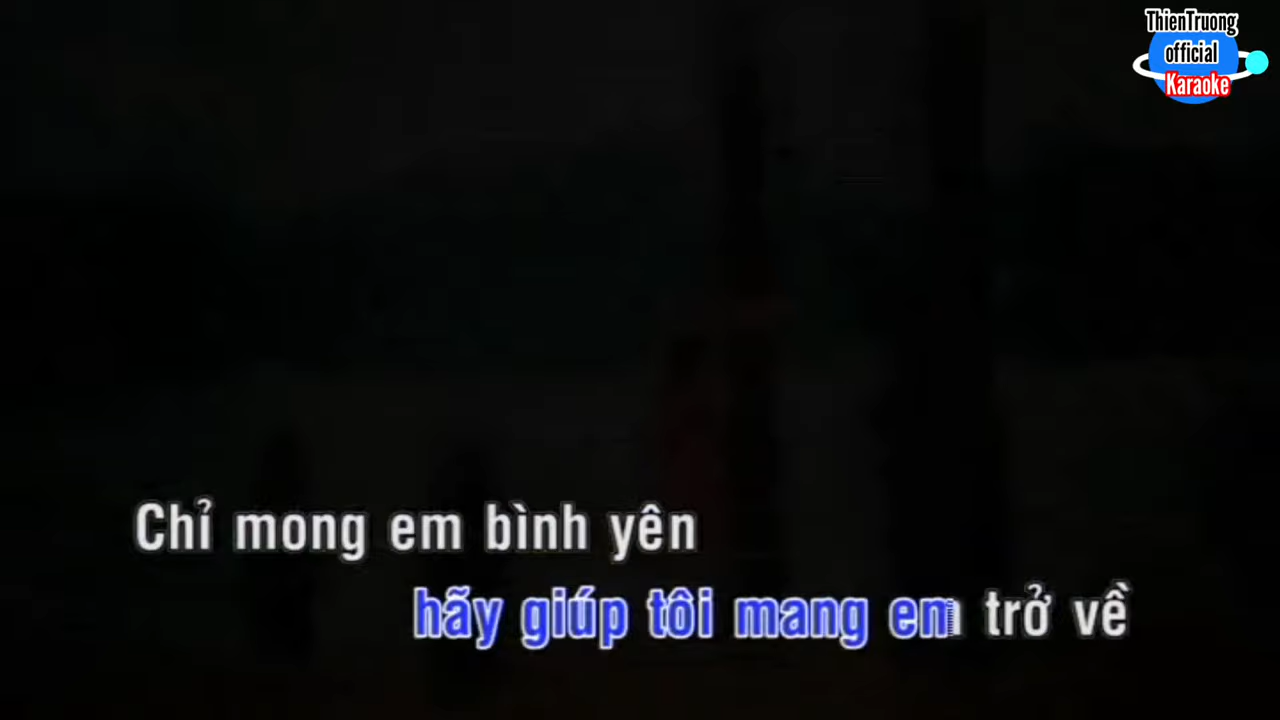 ThienTruong
official
Karaoke
Chỉ mong em bình yên
hãy giúp tôi mang em trở về